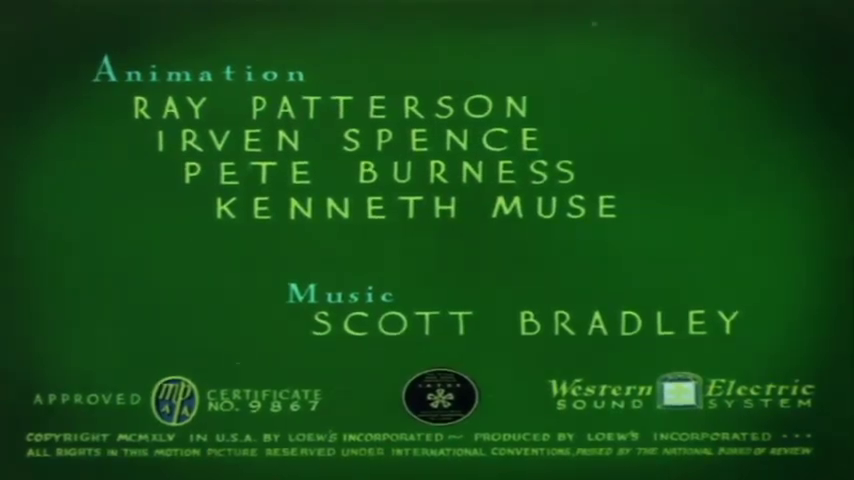 Animation
RAY PATTERSON
IRVEN SPENCE
PETE BURNESS
KENNETH MUSE
Music
SCOTT BRADLEY
APPROVED MPAA CERTIFICATE NO. 9867
Western Electric
SOUND SYSTEM
COPYRIGHT MCMXLV IN U.S.A. BY LOEW'S INCORPORATED — PRODUCED BY LOEW'S INCORPORATED ---
ALL RIGHTS IN THIS MOTION PICTURE RESERVED UNDER INTERNATIONAL CONVENTIONS, PASSED BY THE NATIONAL BOARD OF REVIEW